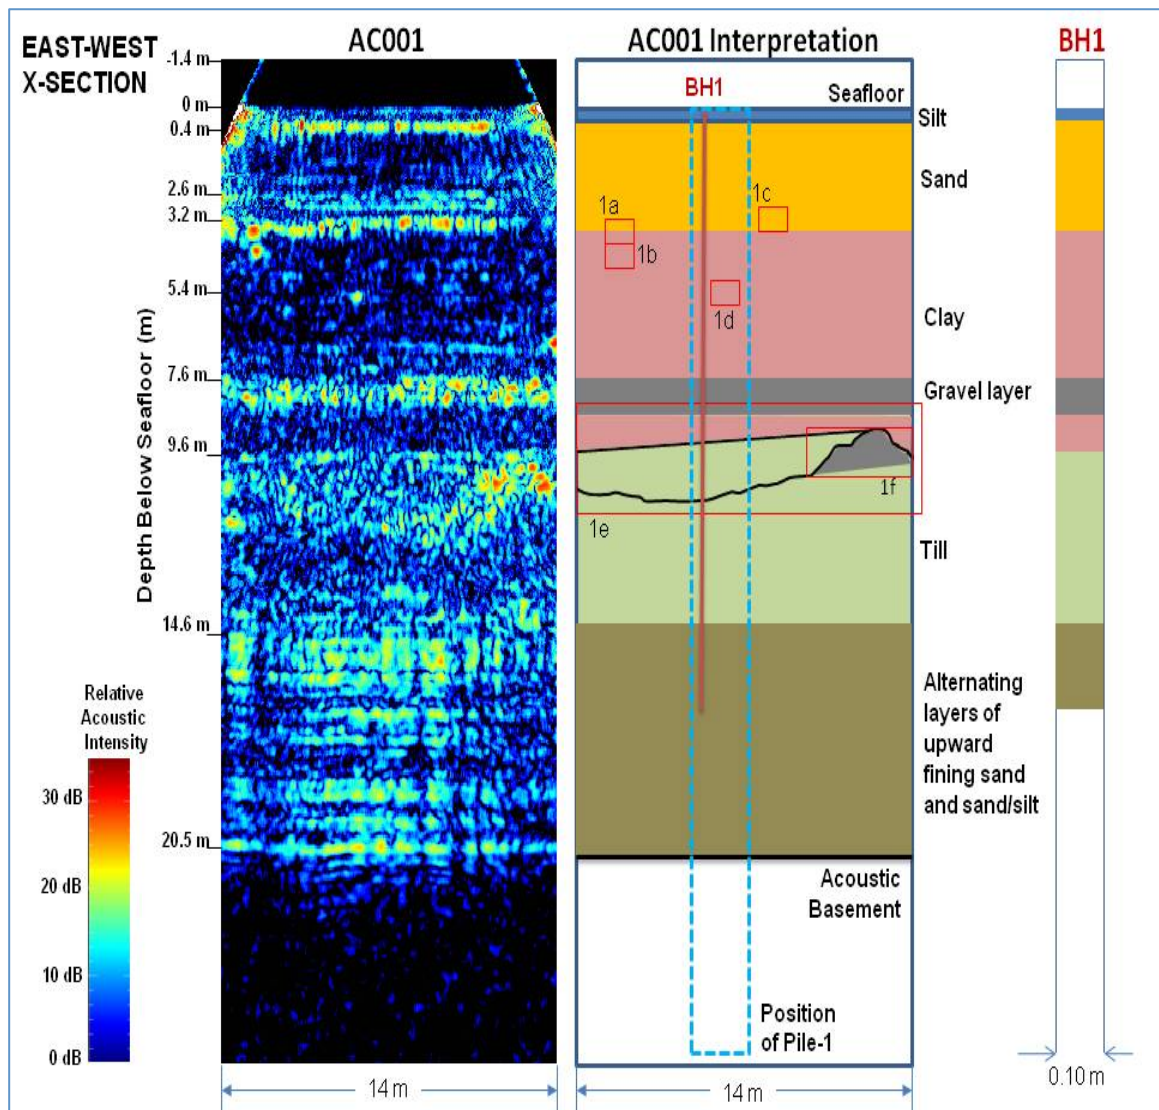 EAST-WEST
X-SECTION
AC001
AC001 Interpretation
BH1
-1.4 m
0 m
0.4 m
2.6 m
3.2 m
5.4 m
7.6 m
9.6 m
14.6 m
20.5 m
Depth Below Seafloor (m)
Relative
Acoustic
Intensity
30 dB
20 dB
10 dB
0 dB
14 m
BH1
Seafloor
1a
1b
1c
1d
1e
1f
Acoustic
Basement
Position
of Pile-1
14 m
Silt
Sand
Clay
Gravel layer
Till
Alternating
layers of
upward
fining sand
and sand/silt
0.10 m